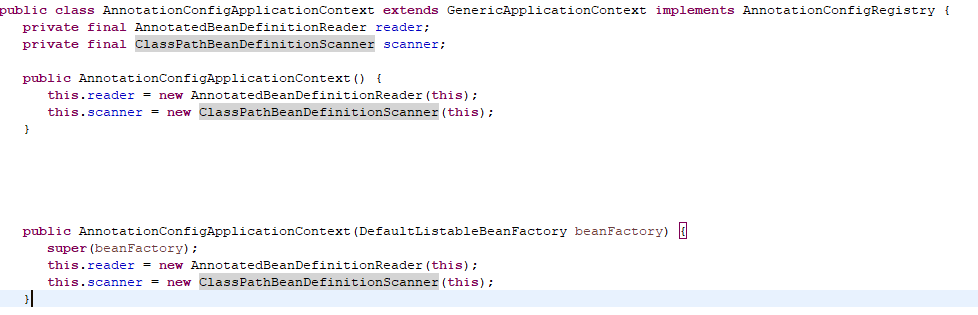 public class AnnotationConfigApplicationContext extends GenericApplicationContext implements AnnotationConfigRegistry {
private final AnnotatedBeanDefinitionReader reader;
private final ClassPathBeanDefinitionScanner scanner;
public AnnotationConfigApplicationContext() {
this.reader = new AnnotatedBeanDefinitionReader(this);
this.scanner = new ClassPathBeanDefinitionScanner(this);
}
public AnnotationConfigApplicationContext(DefaultListableBeanFactory beanFactory) {
super(beanFactory);
this.reader = new AnnotatedBeanDefinitionReader(this);
this.scanner = new ClassPathBeanDefinitionScanner(this);
}